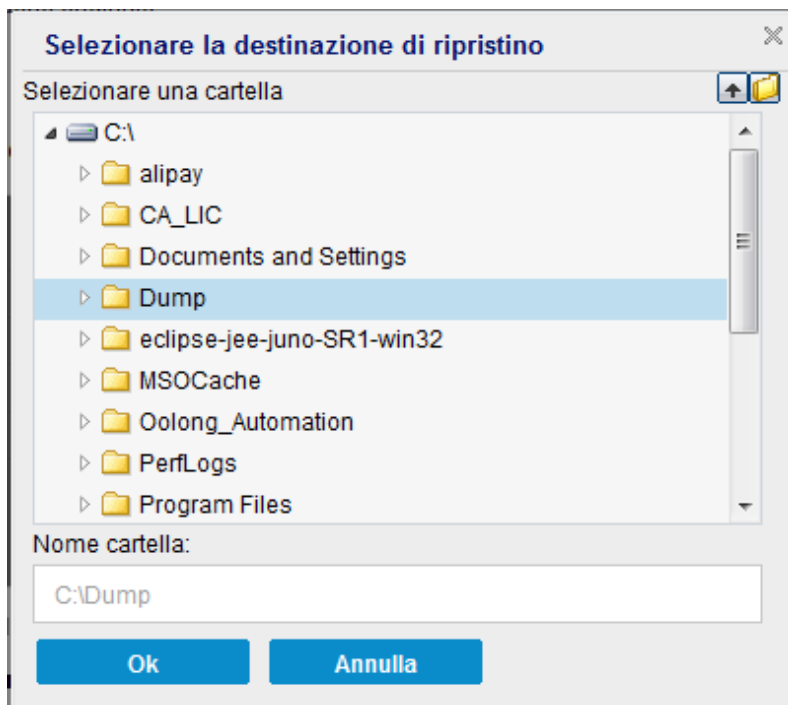 Selezionare la destinazione di ripristino
Selezionare una cartella
C:\
alipay
CA_LIC
Documents and Settings
Dump
eclipse-jee-juno-SR1-win32
MSOCache
Oolong_Automation
PerfLogs
Program Files
Nome cartella:
C:\Dump
Ok Annulla